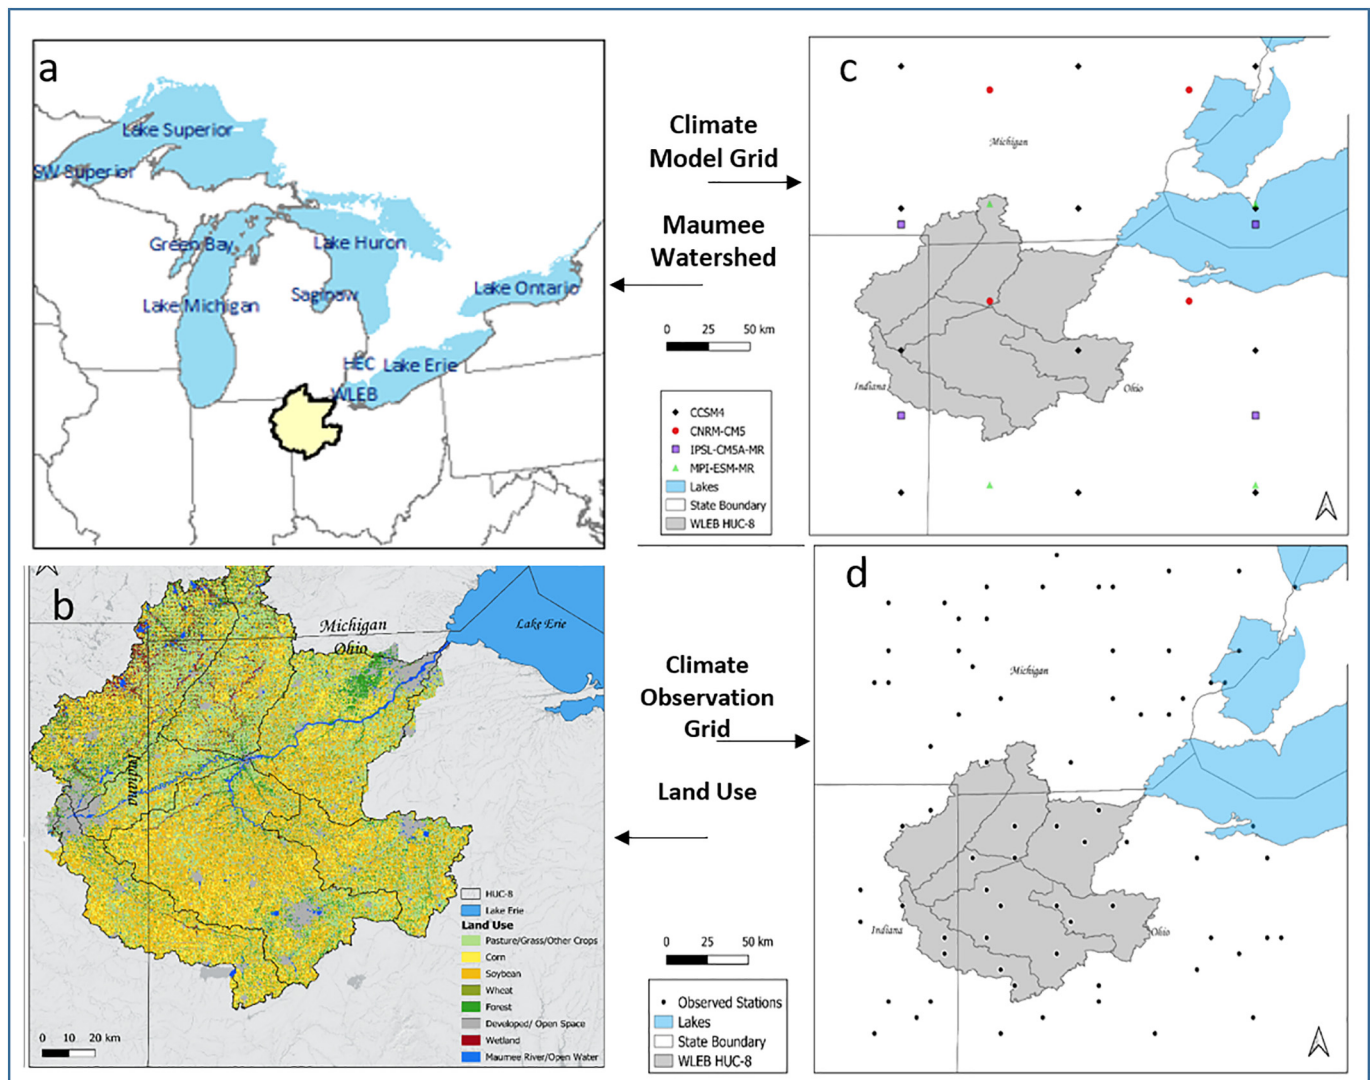 a
Lake Superior
SW Superior
Green Bay
Lake Huron
Lake Michigan
Saginaw
Lake Ontario
HEC
Lake Erie
WLEB
Climate
Model Grid
Maumee
Watershed
0 25 50 km
CCSM4
CNRM-CM5
IPSL-CM5A-MR
MPI-ESM-MR
Lakes
State Boundary
WLEB HUC-8
c
Michigan
Indiana
Ohio
b
Michigan
Ohio
Lake Erie
Indiana
HUC-8
Lake Erie
Land Use
Pasture/Grass/Other Crops
Corn
Soybean
Wheat
Forest
Developed/ Open Space
Wetland
Maumee River/Open Water
0 10 20 km
Climate
Observation
Grid
Land Use
0 25 50 km
Observed Stations
Lakes
State Boundary
WLEB HUC-8
d
Michigan
Indiana
Ohio